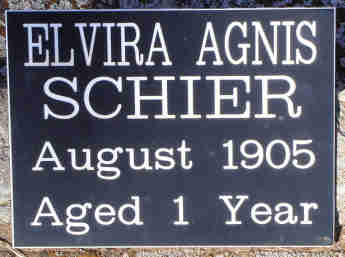 ELVIRA AGNIS
SCHIER
August 1905
Aged 1 Year